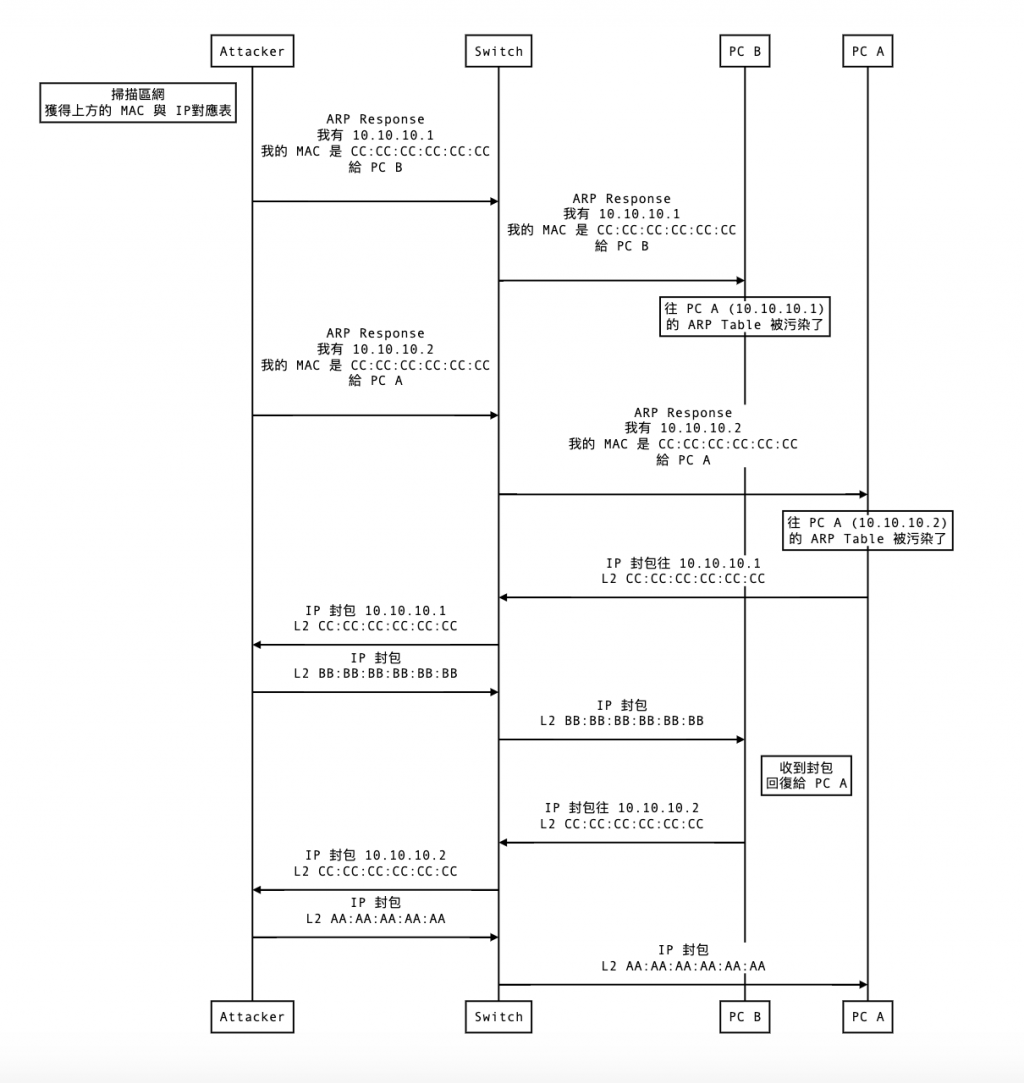 Attacker
Switch
PC B
PC A
掃描區網
獲得上方的 MAC 與 IP對應表
ARP Response
我有 10.10.10.1
我的 MAC 是 CC:CC:CC:CC:CC:CC
給 PC B
ARP Response
我有 10.10.10.1
我的 MAC 是 CC:CC:CC:CC:CC:CC
給 PC B
往 PC A (10.10.10.1)
的 ARP Table 被污染了
ARP Response
我有 10.10.10.2
我的 MAC 是 CC:CC:CC:CC:CC:CC
給 PC A
ARP Response
我有 10.10.10.2
我的 MAC 是 CC:CC:CC:CC:CC:CC
給 PC A
往 PC A (10.10.10.2)
的 ARP Table 被污染了
IP 封包往 10.10.10.1
L2 CC:CC:CC:CC:CC:CC
IP 封包 10.10.10.1
L2 CC:CC:CC:CC:CC:CC
IP 封包
L2 BB:BB:BB:BB:BB:BB
IP 封包
L2 BB:BB:BB:BB:BB:BB
收到封包
回復給 PC A
IP 封包往 10.10.10.2
L2 CC:CC:CC:CC:CC:CC
IP 封包 10.10.10.2
L2 CC:CC:CC:CC:CC:CC
IP 封包
L2 AA:AA:AA:AA:AA
IP 封包
L2 AA:AA:AA:AA:AA:AA
Attacker
Switch
PC B
PC A